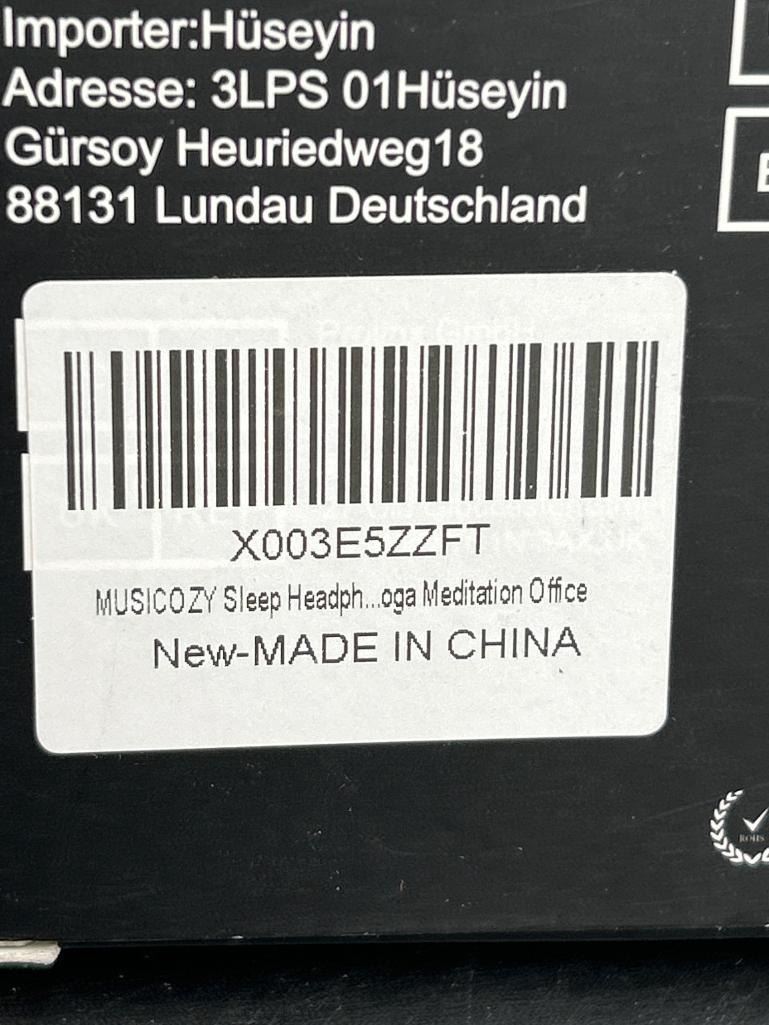 Importer:Hüseyin
Adresse: 3LPS 01Hüseyin
Gürsoy Heuriedweg18
88131 Lundau Deutschland
X003E5ZZFT
MUSICOZY Sleep Headph...oga Meditation Office
New-MADE IN CHINA
ROHS